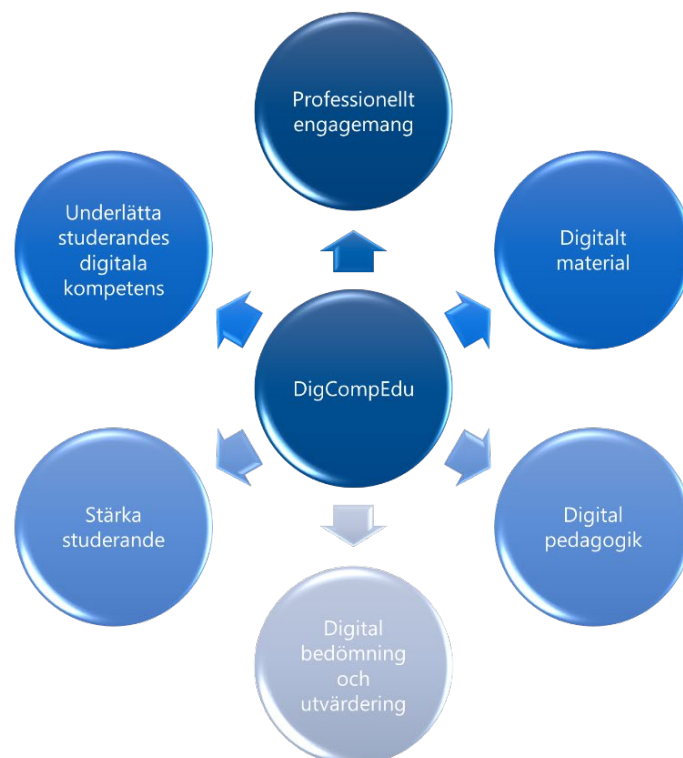 Professionellt
engagemang
Underlätta
studerandes
digitala
kompetens
Digitalt
material
DigCompEdu
Stärka
studerande
Digital
pedagogik
Digital
bedömning
och
utvärdering